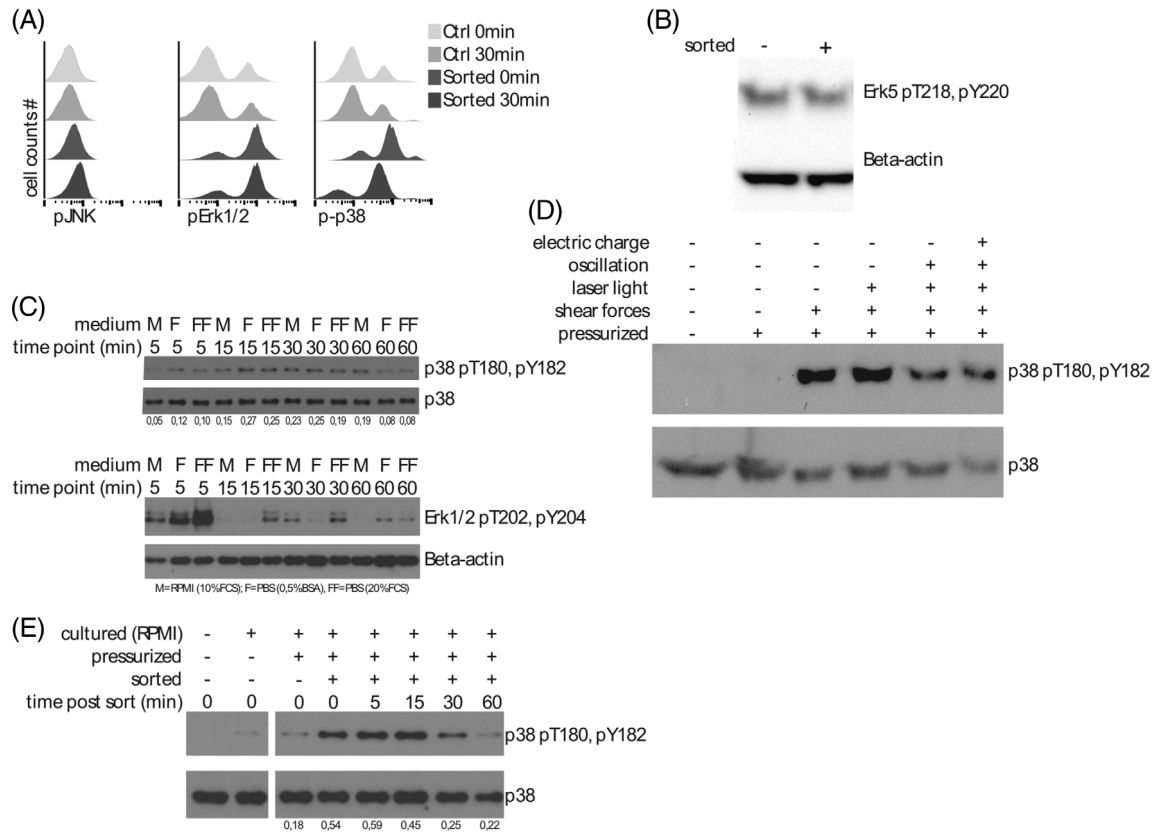 (A)
Ctrl 0min
Ctrl 30min
Sorted 0min
Sorted 30min
cell counts#
pJNK
pErk1/2
p-p38
(B)
sorted - +
Erk5 pT218, pY220
Beta-actin
(C)
medium M F FF M F FF M F FF M F FF
time point (min) 5 5 5 15 15 15 30 30 30 60 60 60
p38 pT180, pY182
p38
0,05 0,12 0,10 0,15 0,27 0,25 0,23 0,25 0,19 0,19 0,08 0,08
medium M F FF M F FF M F FF M F FF
time point (min) 5 5 5 15 15 15 30 30 30 60 60 60
Erk1/2 pT202, pY204
Beta-actin
M=RPMI (10%FCS); F=PBS(0,5%BSA), FF=PBS(20%FCS)
(D)
electric charge - - - - - +
oscillation - - - - + +
laser light - - - + + +
shear forces - - + + + +
pressurized - + + + + +
p38 pT180, pY182
p38
(E)
cultured (RPMI) - + + + + + + +
pressurized - - + + + + + +
sorted - - - + + + + +
time post sort (min) 0 0 0 0 5 15 30 60
p38 pT180, pY182
p38
0,18 0,54 0,59 0,45 0,25 0,22